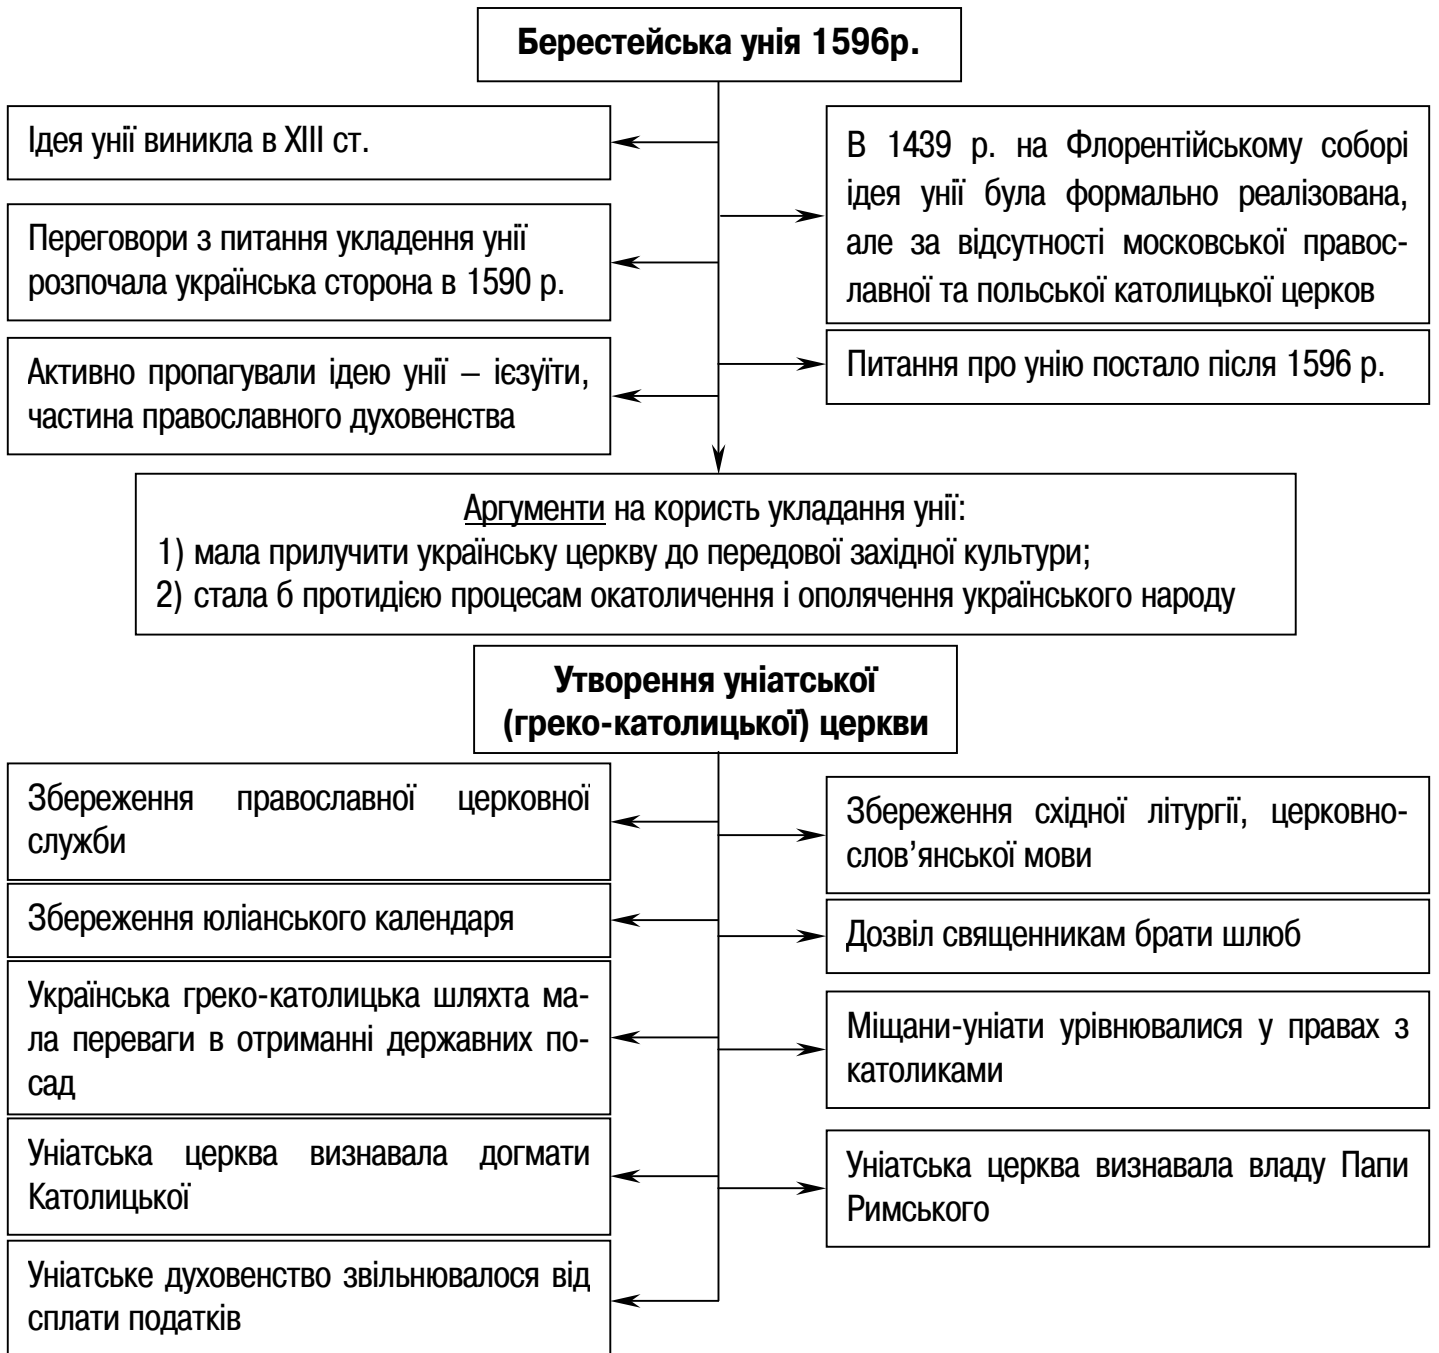 Берестейська унія 1596р.
Ідея унії виникла в XIII ст.
В 1439 р. на Флорентійському соборі
ідея унії була формально реалізована,
але за відсутності московської правос-
лавної та польської католицької церков
Переговори з питання укладення унії
розпочала українська сторона в 1590 р.
Питання про унію постало після 1596 р.
Активно пропагували ідею унії – ієзуїти,
частина православного духовенства
Аргументи на користь укладання унії:
1) мала прилучити українську церкву до передової західної культури;
2) стала б протидією процесам окатоличення і ополячення українського народу
Утворення уніатської
(греко-католицької) церкви
Збереження православної церковної
служби
Збереження східної літургії, церковно-
слов’янської мови
Збереження юліанського календаря
Дозвіл священникам брати шлюб
Українська греко-католицька шляхта ма-
ла переваги в отриманні державних по-
сад
Міщани-уніати урівнювалися у правах з
католиками
Уніатська церква визнавала догмати
Католицької
Уніатська церква визнавала владу Папи
Римського
Уніатське духовенство звільнювалося від
сплати податків